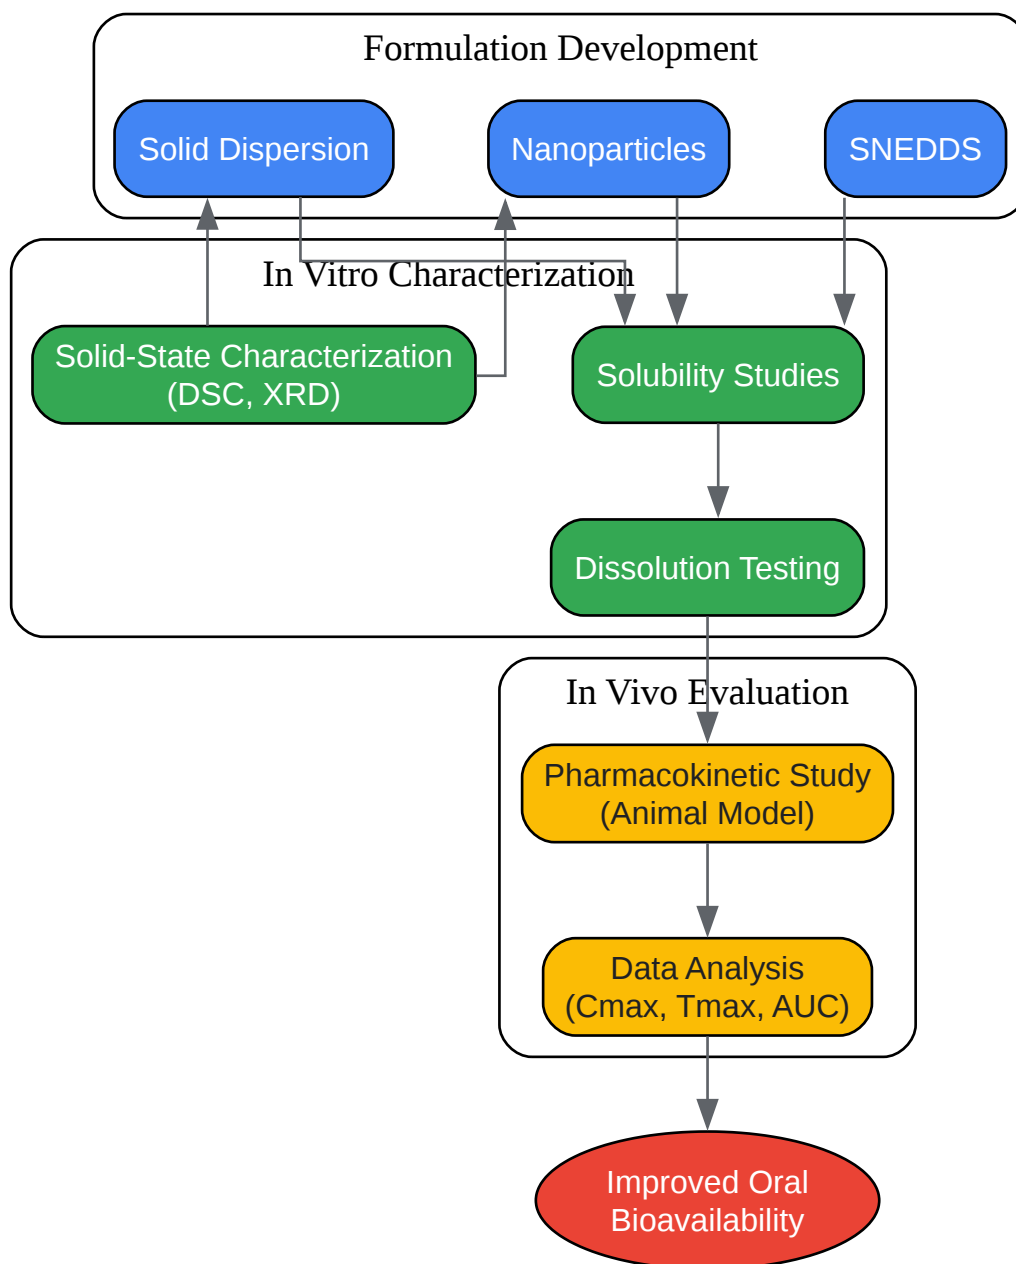 Formulation Development
Solid Dispersion
Nanoparticles
SNEDDS
In Vitro Characterization
Solid-State Characterization
(DSC, XRD)
Solubility Studies
Dissolution Testing
In Vivo Evaluation
Pharmacokinetic Study
(Animal Model)
Data Analysis
(Cmax, Tmax, AUC)
Improved Oral
Bioavailability